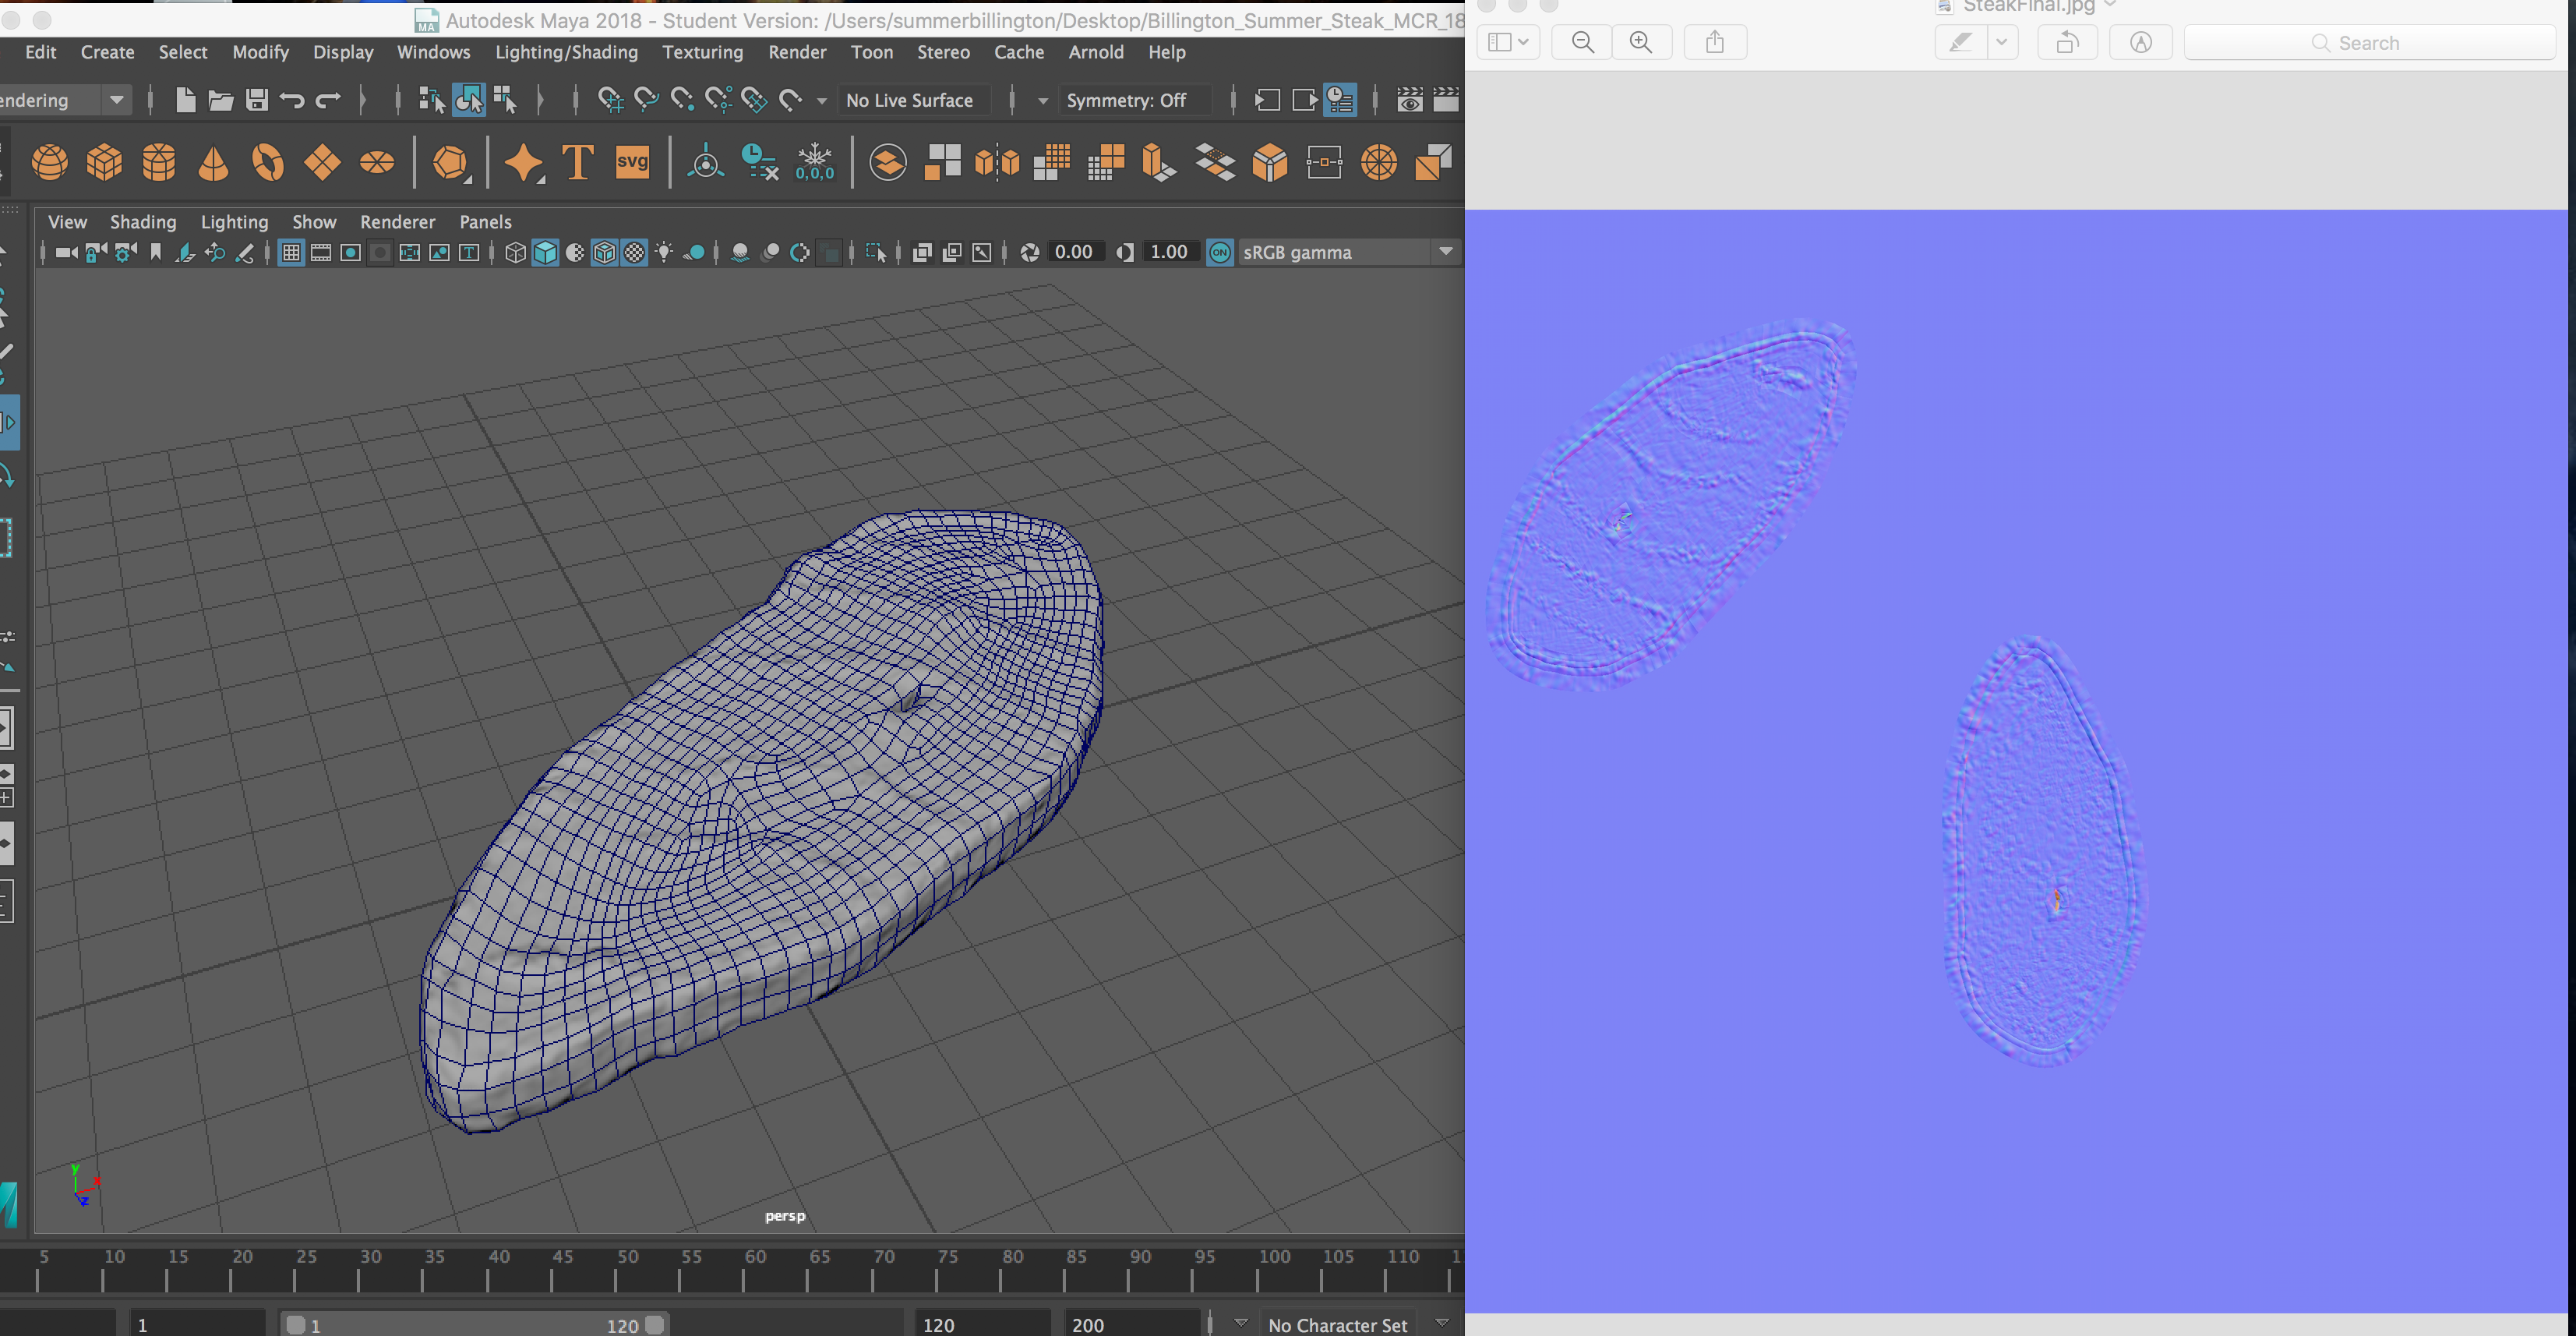 Autodesk Maya 2018 - Student Version: /Users/summerbillington/Desktop/Billington_Summer_Steak_MCR_18
Edit Create Select Modify Display Windows Lighting/Shading Texturing Render Toon Stereo Cache Arnold Help
endering No Live Surface Symmetry: Off
T svg 0,0,0
View Shading Lighting Show Renderer Panels
0.00 1.00 ON sRGB gamma
y
x
z
persp
5 10 15 20 25 30 35 40 45 50 55 60 65 70 75 80 85 90 95 100 105 110 1
1 1 120 120 200 No Character Set
SteakFinal.jpg
Search